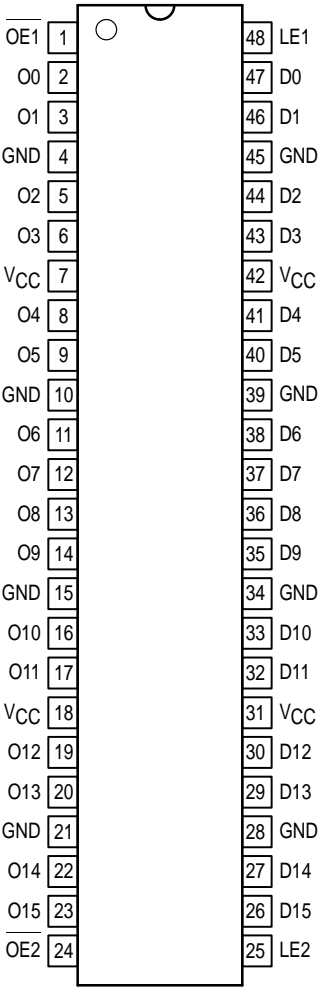 O̅E̅1̅ 1 48 LE1
O0 2 47 D0
O1 3 46 D1
GND 4 45 GND
O2 5 44 D2
O3 6 43 D3
VCC 7 42 VCC
O4 8 41 D4
O5 9 40 D5
GND 10 39 GND
O6 11 38 D6
O7 12 37 D7
O8 13 36 D8
O9 14 35 D9
GND 15 34 GND
O10 16 33 D10
O11 17 32 D11
VCC 18 31 VCC
O12 19 30 D12
O13 20 29 D13
GND 21 28 GND
O14 22 27 D14
O15 23 26 D15
O̅E̅2̅ 24 25 LE2